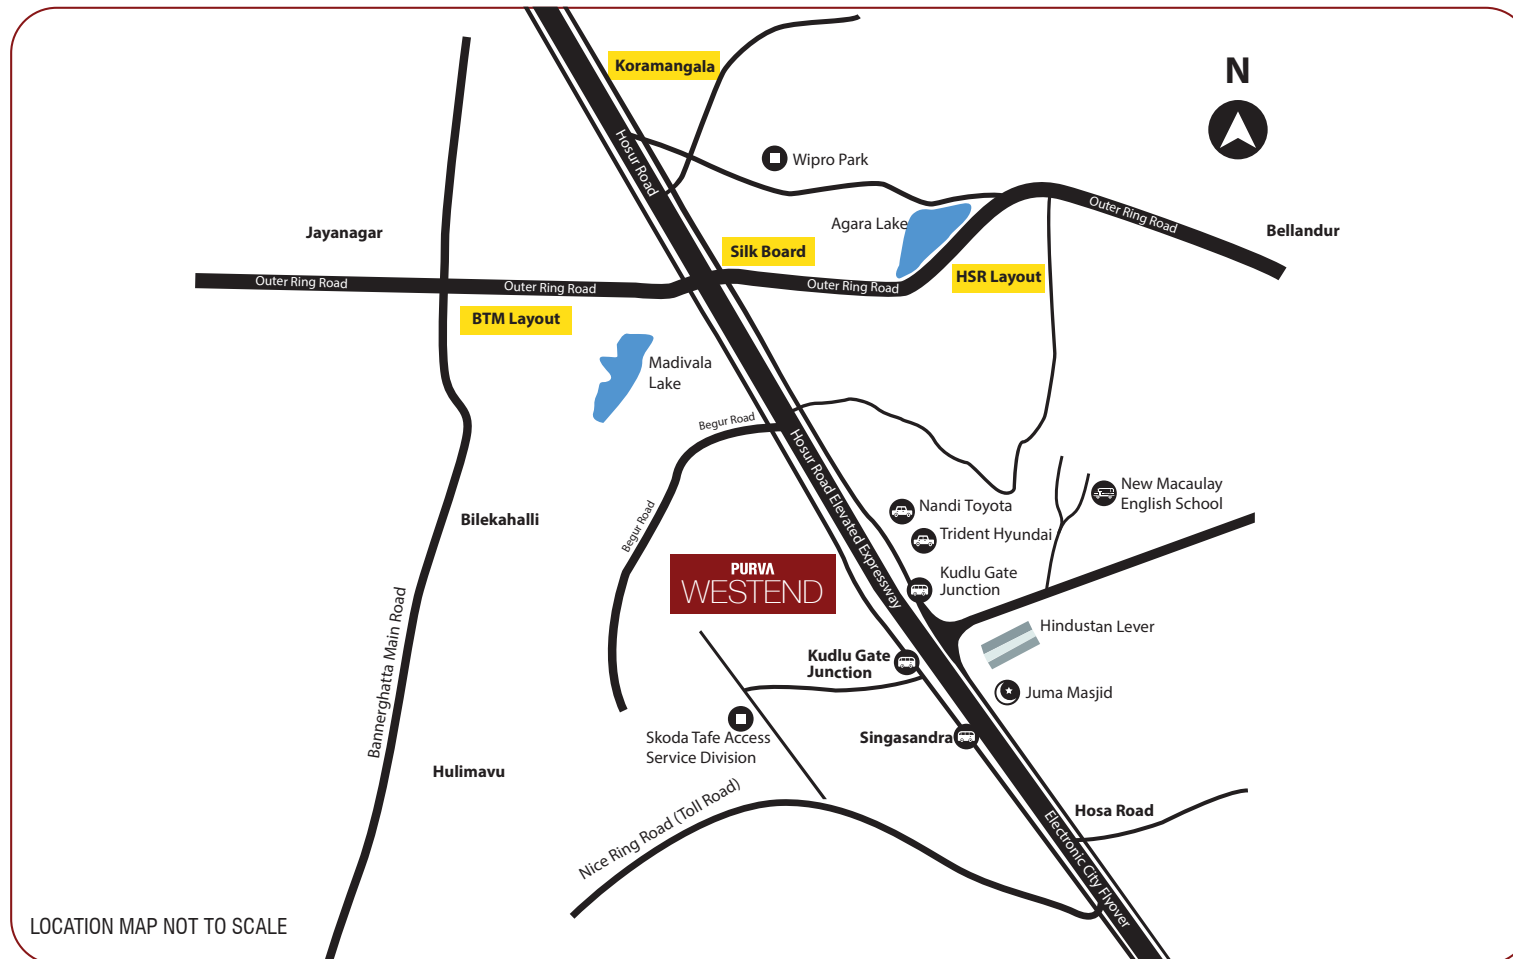 Koramangala
N
Hosur Road
Wipro Park
Agara Lake
Outer Ring Road
Bellandur
Jayanagar
Silk Board
HSR Layout
Outer Ring Road
Outer Ring Road
Outer Ring Road
BTM Layout
Madivala
Lake
Begur Road
Hosur Road Elevated Expressway
Bilekahalli
Begur Road
Nandi Toyota
Trident Hyundai
New Macaulay
English School
PURVA
WESTEND
Kudlu Gate
Junction
Hindustan Lever
Kudlu Gate
Junction
Juma Masjid
Bannerghatta Main Road
Skoda Tafe Access
Service Division
Singasandra
Hulimavu
Nice Ring Road (Toll Road)
Hosa Road
Electronic City Flyover
LOCATION MAP NOT TO SCALE